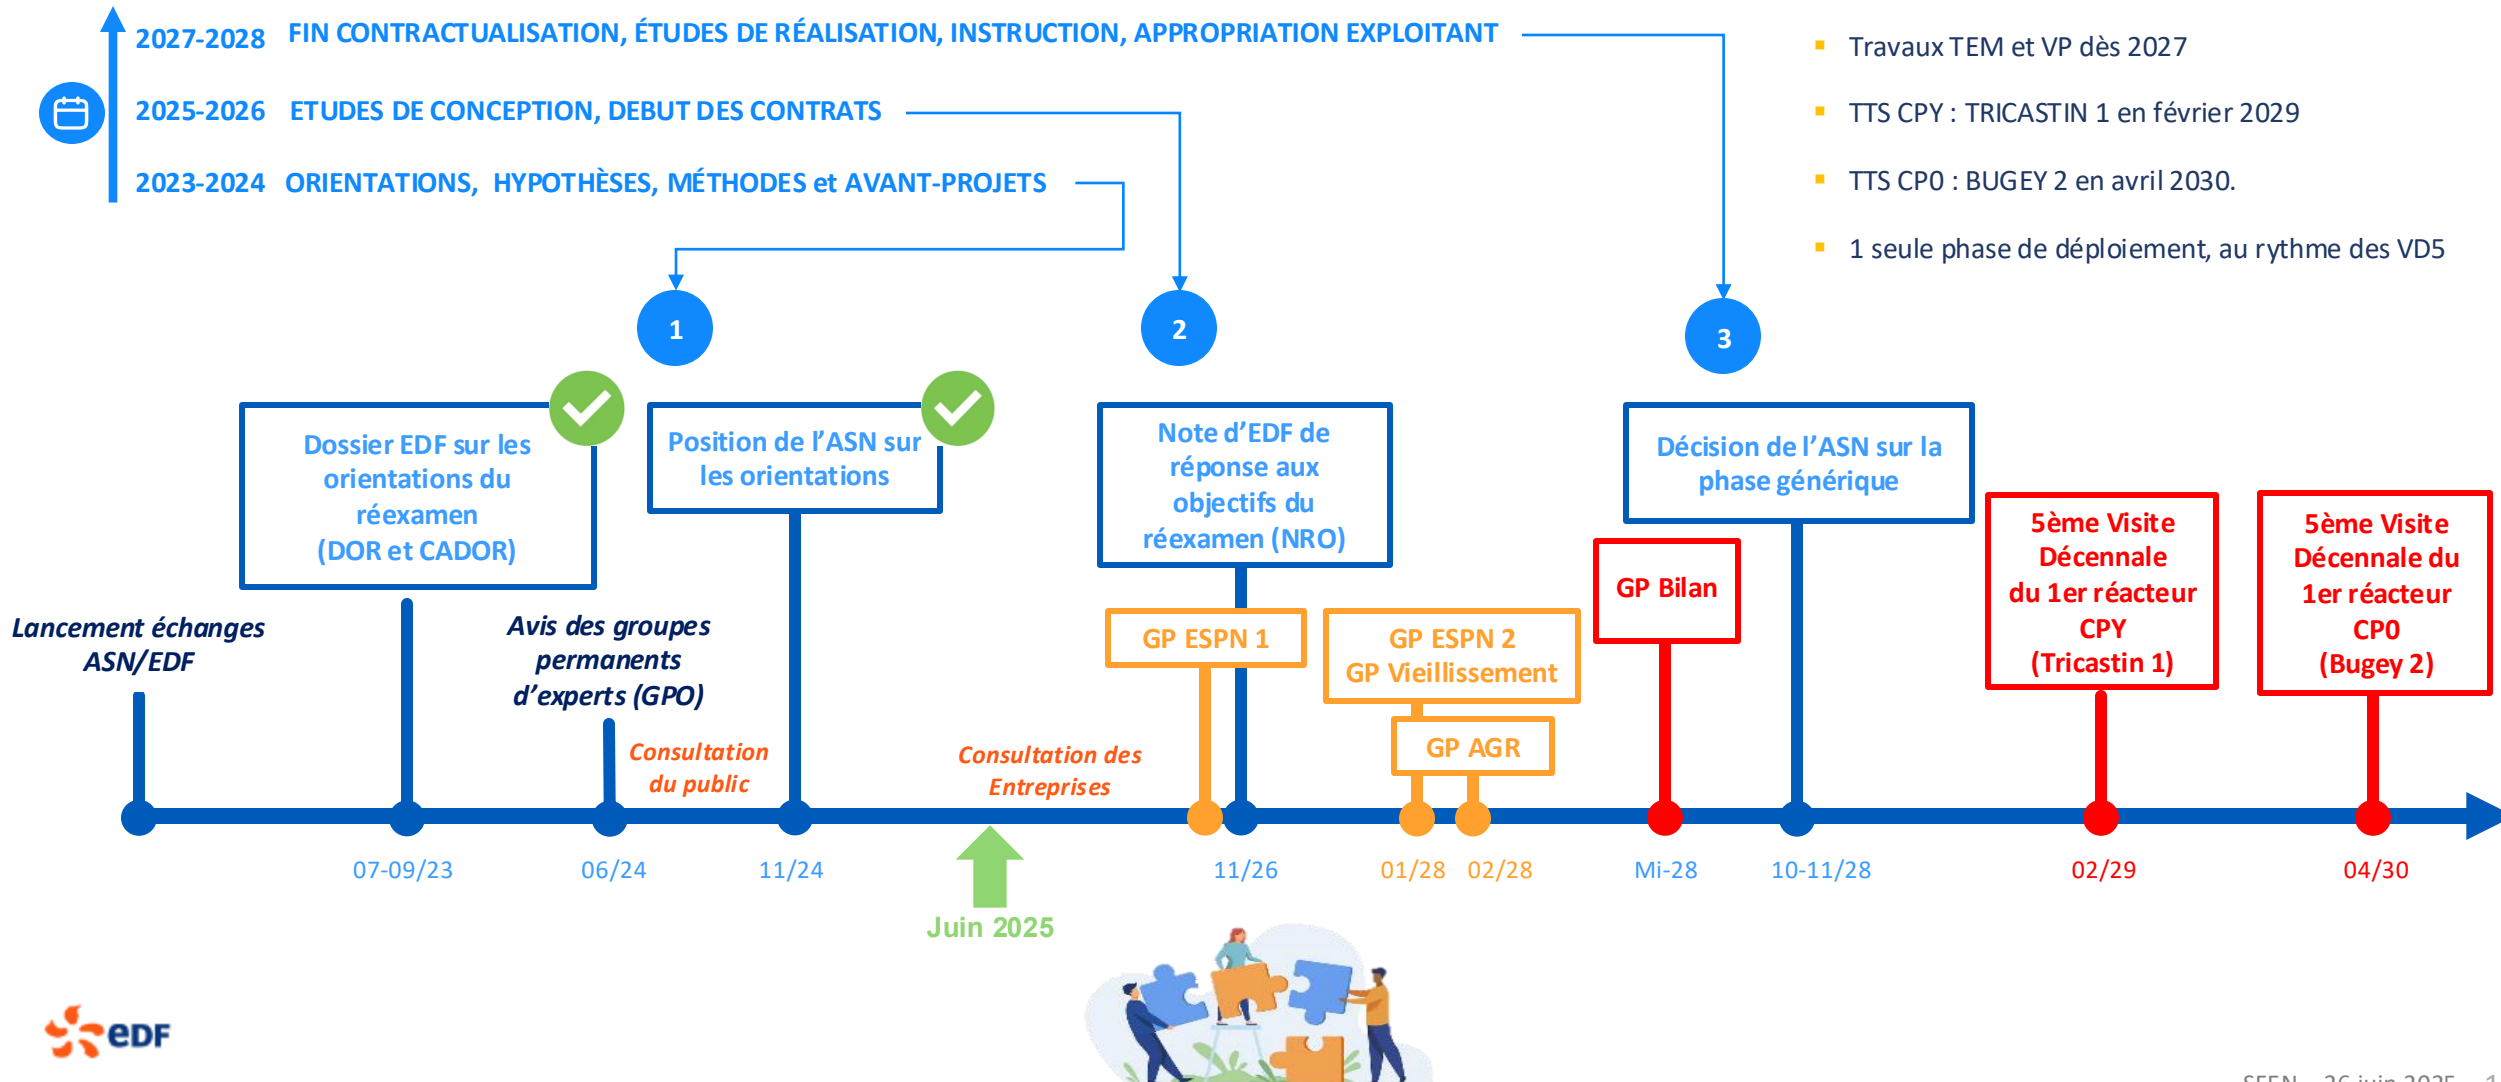 2027-2028 FIN CONTRACTUALISATION, ÉTUDES DE RÉALISATION, INSTRUCTION, APPROPRIATION EXPLOITANT
2025-2026 ETUDES DE CONCEPTION, DEBUT DES CONTRATS
2023-2024 ORIENTATIONS, HYPOTHÈSES, MÉTHODES et AVANT-PROJETS
Travaux TEM et VP dès 2027
TTS CPY : TRICASTIN 1 en février 2029
TTS CP0 : BUGEY 2 en avril 2030.
1 seule phase de déploiement, au rythme des VD5
1
2
3
Lancement échanges
ASN/EDF
Dossier EDF sur les
orientations du
réexamen
(DOR et CADOR)
Avis des groupes
permanents
d'experts (GPO)
Consultation
du public
Position de l'ASN sur
les orientations
Consultation des
Entreprises
Note d'EDF de
réponse aux
objectifs du
réexamen (NRO)
GP ESPN 1
GP ESPN 2
GP Vieillissement
GP AGR
GP Bilan
Décision de l'ASN sur la
phase générique
5ème Visite
Décennale
du 1er réacteur
CPY
(Tricastin 1)
5ème Visite
Décennale du
1er réacteur
CP0
(Bugey 2)
07-09/23
06/24
11/24
11/26
01/28
02/28
Mi-28
10-11/28
02/29
04/30
Juin 2025
eDF